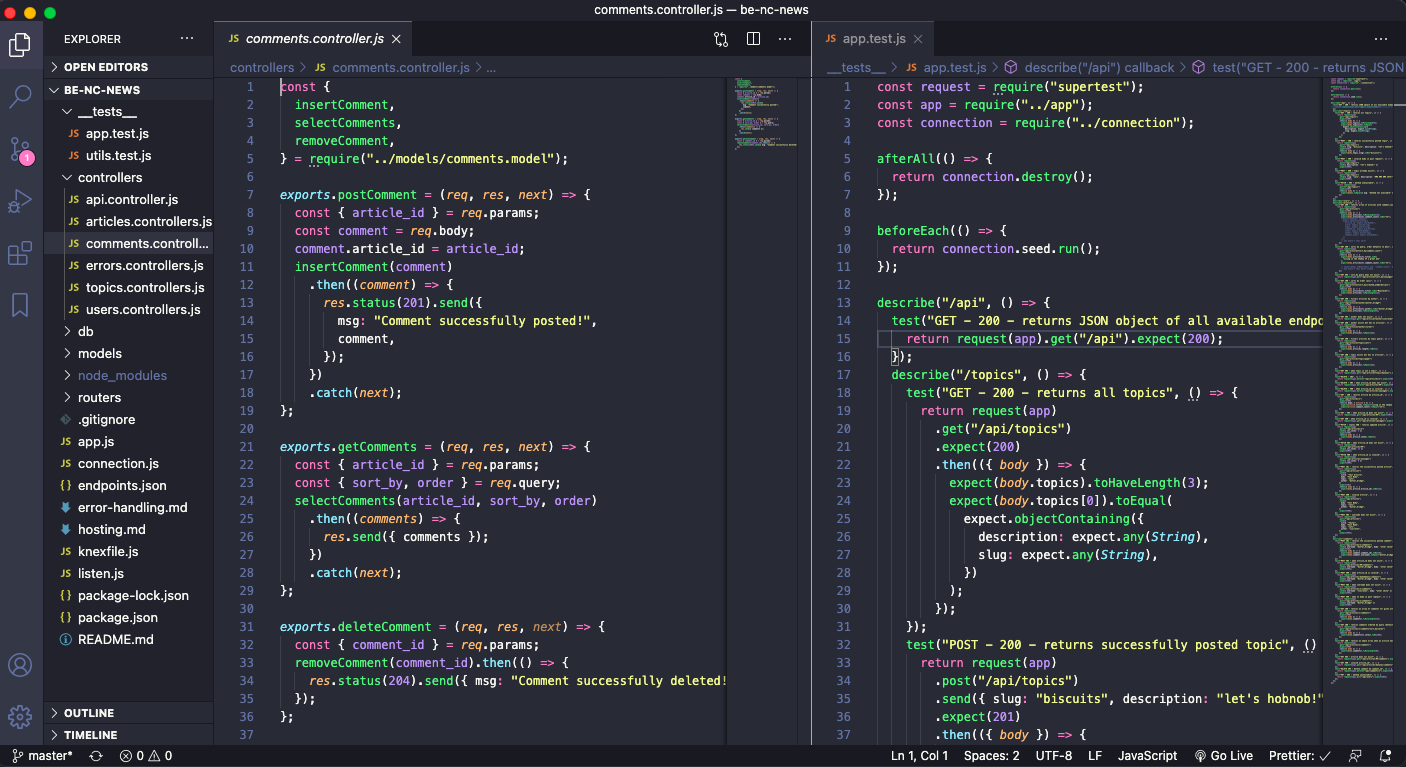 comments.controller.js — be-nc-news
EXPLORER
OPEN EDITORS
BE-NC-NEWS
__tests__
JS app.test.js
JS utils.test.js
controllers
JS api.controller.js
JS articles.controllers.js
JS comments.controll...
JS errors.controllers.js
JS topics.controllers.js
JS users.controllers.js
db
models
node_modules
routers
.gitignore
JS app.js
JS connection.js
{} endpoints.json
error-handling.md
hosting.md
JS knexfile.js
JS listen.js
{} package-lock.json
{} package.json
README.md
OUTLINE
TIMELINE
1
JS comments.controller.js
controllers > JS comments.controller.js > ...
1 const {
2 insertComment,
3 selectComments,
4 removeComment,
5 } = require("../models/comments.model");
6
7 exports.postComment = (req, res, next) => {
8 const { article_id } = req.params;
9 const comment = req.body;
10 comment.article_id = article_id;
11 insertComment(comment)
12 .then((comment) => {
13 res.status(201).send({
14 msg: "Comment successfully posted!",
15 comment,
16 });
17 })
18 .catch(next);
19 };
20
21 exports.getComments = (req, res, next) => {
22 const { article_id } = req.params;
23 const { sort_by, order } = req.query;
24 selectComments(article_id, sort_by, order)
25 .then((comments) => {
26 res.send({ comments });
27 })
28 .catch(next);
29 };
30
31 exports.deleteComment = (req, res, next) => {
32 const { comment_id } = req.params;
33 removeComment(comment_id).then(() => {
34 res.status(204).send({ msg: "Comment successfully deleted!
35 });
36 };
37
JS app.test.js
__tests__ > JS app.test.js > describe("/api") callback > test("GET - 200 - returns JSON
1 const request = require("supertest");
2 const app = require("../app");
3 const connection = require("../connection");
4
5 afterAll(() => {
6 return connection.destroy();
7 });
8
9 beforeEach(() => {
10 return connection.seed.run();
11 });
12
13 describe("/api", () => {
14 test("GET - 200 - returns JSON object of all available endpo
15 return request(app).get("/api").expect(200);
16 });
17 describe("/topics", () => {
18 test("GET - 200 - returns all topics", () => {
19 return request(app)
20 .get("/api/topics")
21 .expect(200)
22 .then(({ body }) => {
23 expect(body.topics).toHaveLength(3);
24 expect(body.topics[0]).toEqual(
25 expect.objectContaining({
26 description: expect.any(String),
27 slug: expect.any(String),
28 })
29 );
30 });
31 });
32 test("POST - 200 - returns successfully posted topic", ()
33 return request(app)
34 .post("/api/topics")
35 .send({ slug: "biscuits", description: "let's hobnob!"
36 .expect(201)
37 .then(({ body }) => {
master* 0 0 Ln 1, Col 1 Spaces: 2 UTF-8 LF JavaScript Go Live Prettier: ✓